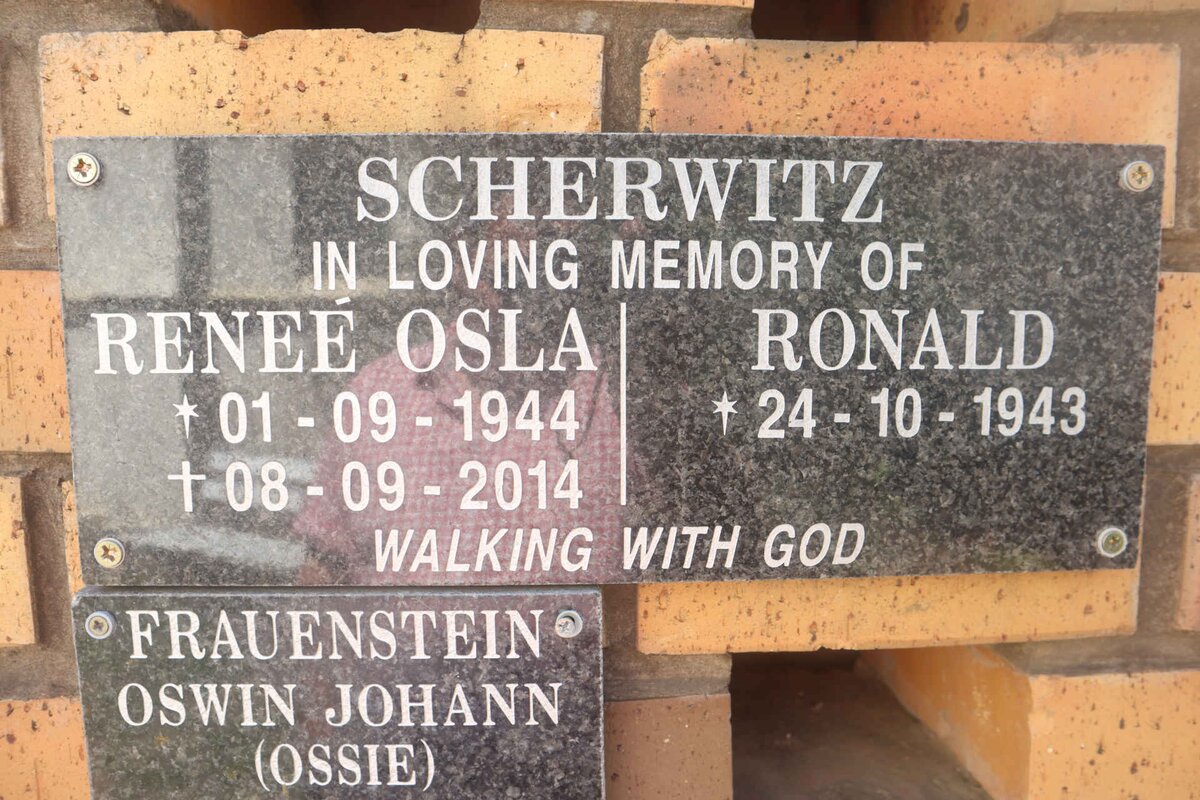 SCHERWITZ
IN LOVING MEMORY OF
RENEÉ OSLA
* 01 - 09 - 1944
† 08 - 09 - 2014
RONALD
* 24 - 10 - 1943
WALKING WITH GOD
FRAUENSTEIN
OSWIN JOHANN
(OSSIE)